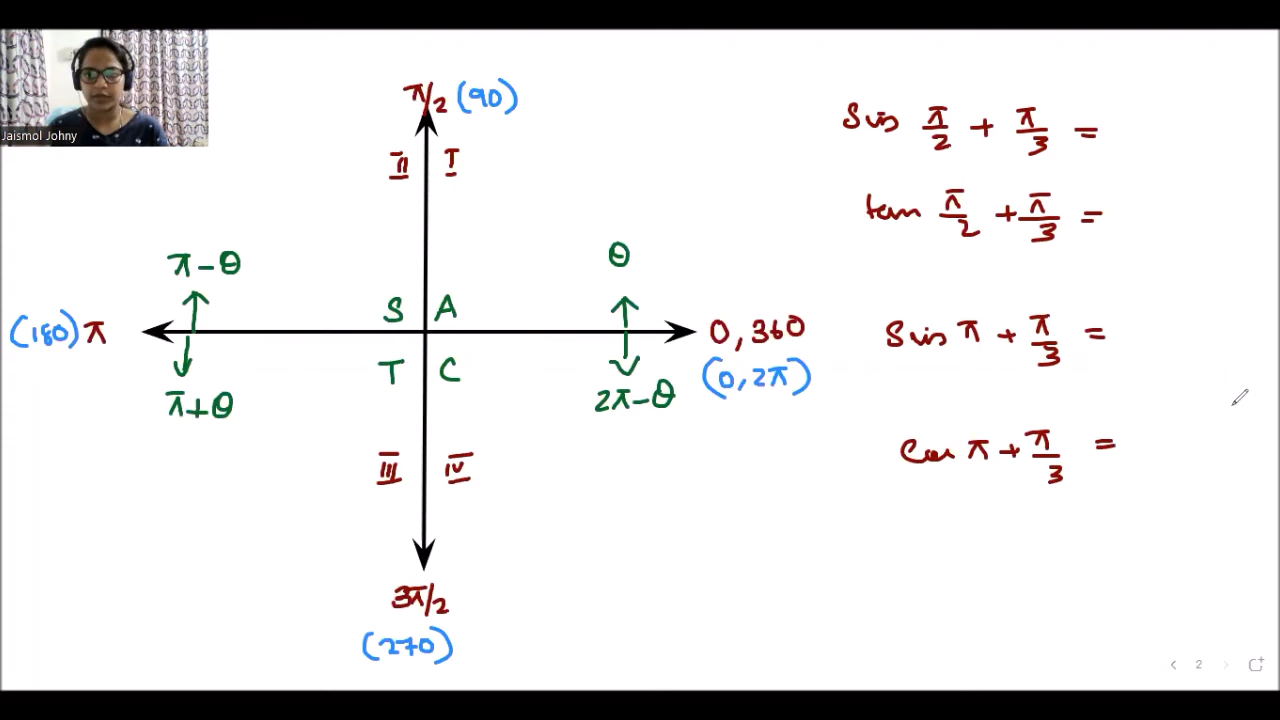 Jaismol Johny
π/2 (90)
II I
π-θ
θ
S A
(180) π
0, 360
T C
(0, 2π)
π+θ
2π-θ
III IV
3π/2
(270)
Sin π/2 + π/3 =
tan π/2 + π/3 =
Sin π + π/3 =
Cos π + π/3 =
2